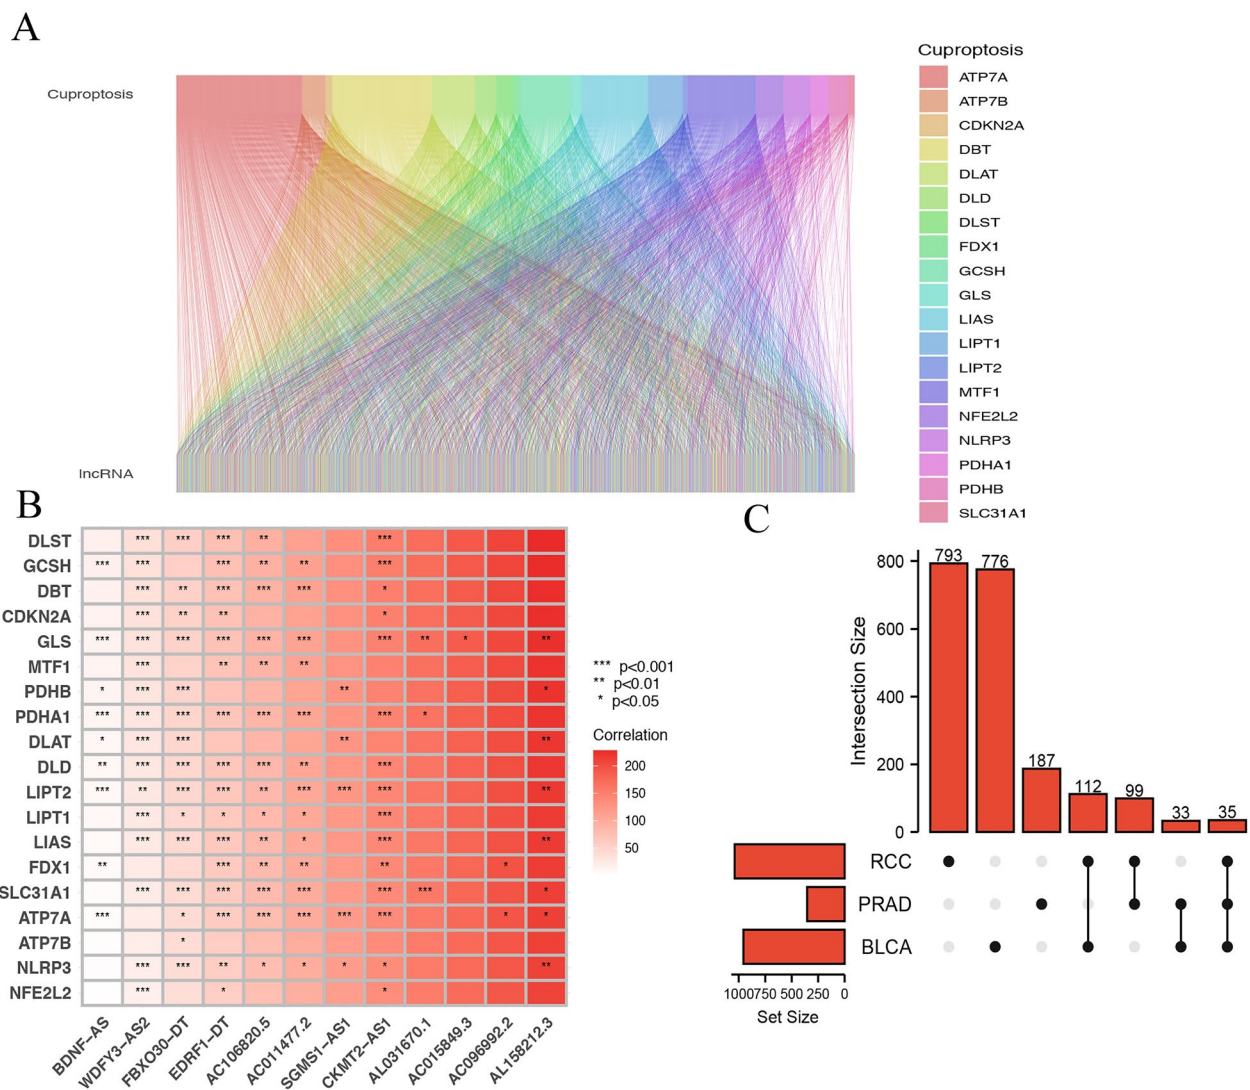 A
Cuproptosis
lncRNA
Cuproptosis
ATP7A
ATP7B
CDKN2A
DBT
DLAT
DLD
DLST
FDX1
GCSH
GLS
LIAS
LIPT1
LIPT2
MTF1
NFE2L2
NLRP3
PDHA1
PDHB
SLC31A1
B
DLST *** *** *** ** ***
GCSH *** *** *** ** ** ***
DBT *** ** *** *** *** *
CDKN2A *** ** ** *
GLS *** *** *** *** *** *** *** ** * **
MTF1 *** ** ** **
PDHB * *** *** ** *
PDHA1 *** *** *** *** *** *** *** *
DLAT * *** *** ** **
DLD ** *** *** *** *** ** ***
LIPT2 *** ** *** *** ** *** *** *** **
LIPT1 *** * * * * ***
LIAS *** *** *** ** * *** **
FDX1 ** *** ** ** ** *
SLC31A1 *** *** *** *** *** *** *** *
ATP7A *** * *** *** *** *** *** * *
ATP7B *
NLRP3 *** *** ** * * * * **
NFE2L2 *** * *
BDNF-AS
WDFY3-AS2
FBXO30-DT
EDRF1-DT
AC106820.5
AC011477.2
SGMS1-AS1
CKMT2-AS1
AL031670.1
AC015849.3
AC096992.2
AL158212.3
*** p<0.001
** p<0.01
* p<0.05
Correlation
200
150
100
50
C
Intersection Size
800
600
400
200
0
793
776
187
112
99
33
35
RCC
PRAD
BLCA
1000 750 500 250 0
Set Size